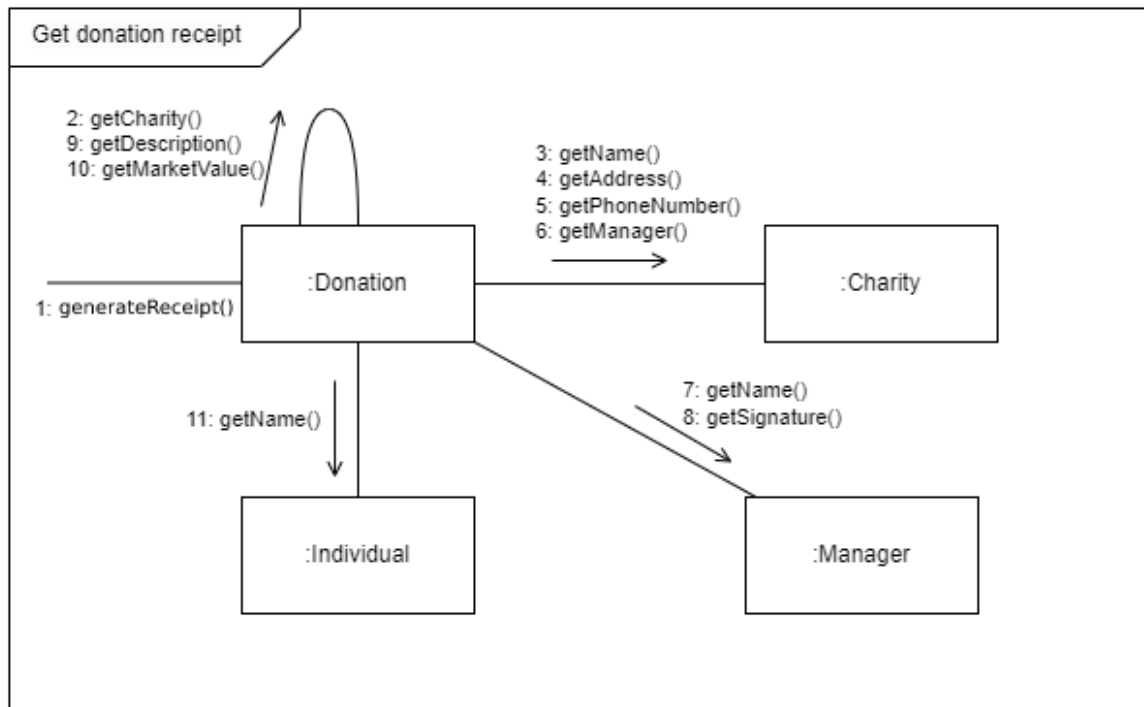 Get donation receipt
2: getCharity()
9: getDescription()
10: getMarketValue()
3: getName()
4: getAddress()
5: getPhoneNumber()
6: getManager()
:Donation
:Charity
1: generateReceipt()
11: getName()
7: getName()
8: getSignature()
:Individual
:Manager